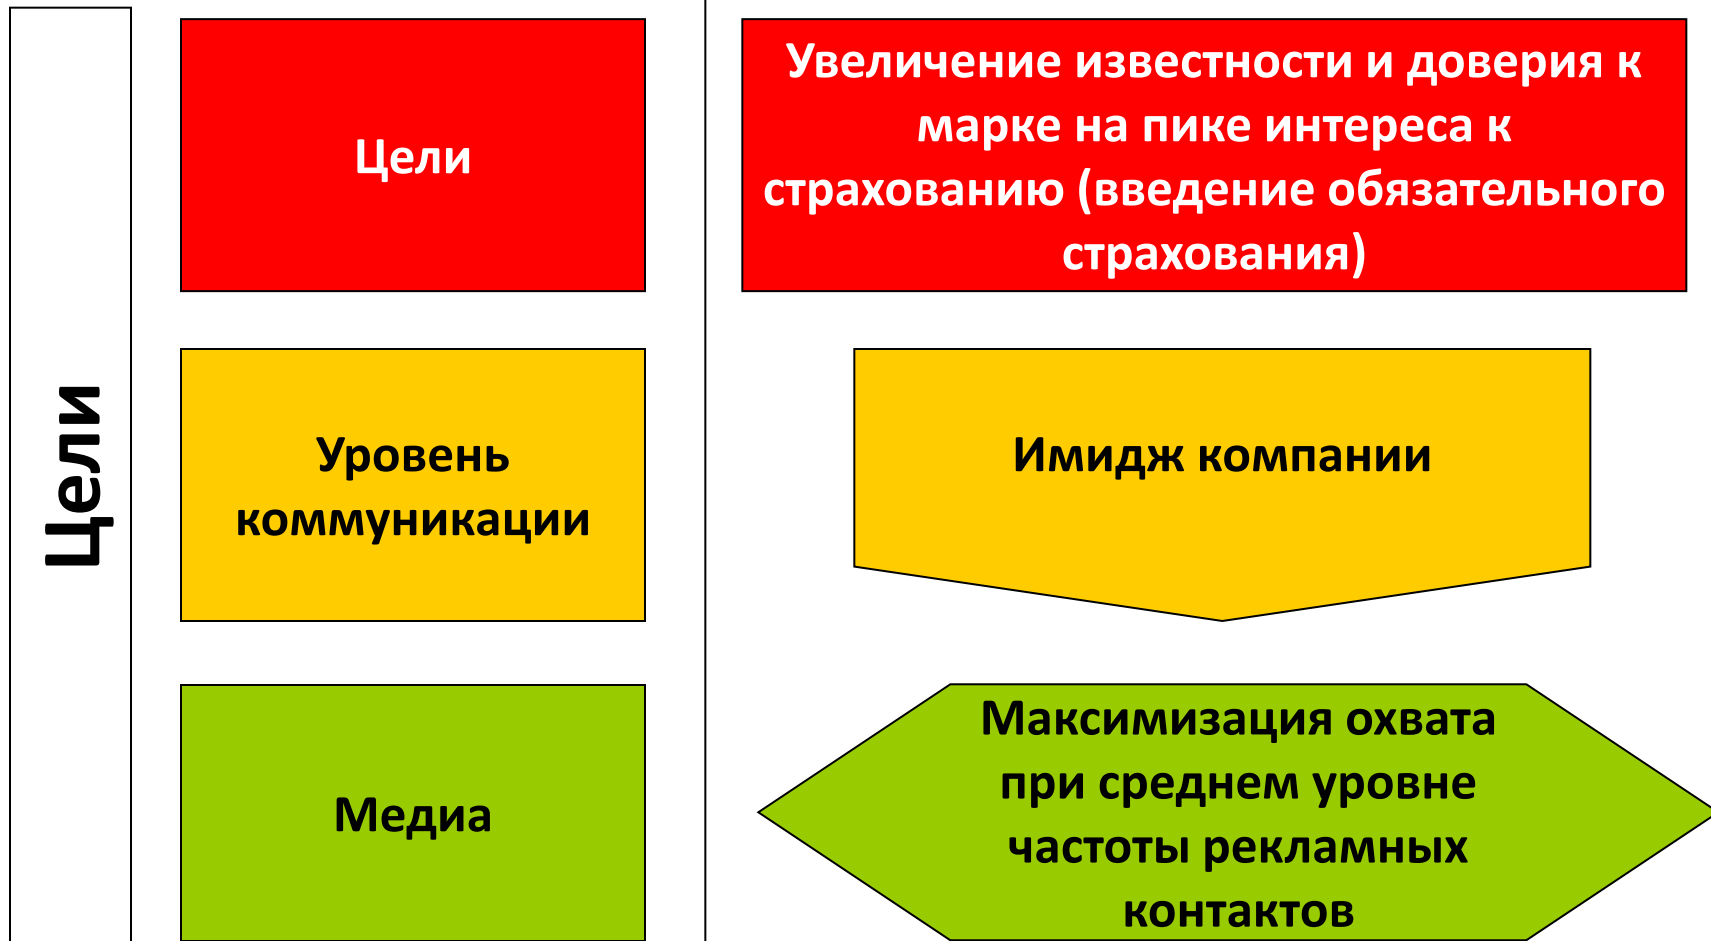 Цели
Цели
Увеличение известности и доверия к
марке на пике интереса к
страхованию (введение обязательного
страхования)
Уровень
коммуникации
Имидж компании
Медиа
Максимизация охвата
при среднем уровне
частоты рекламных
контактов